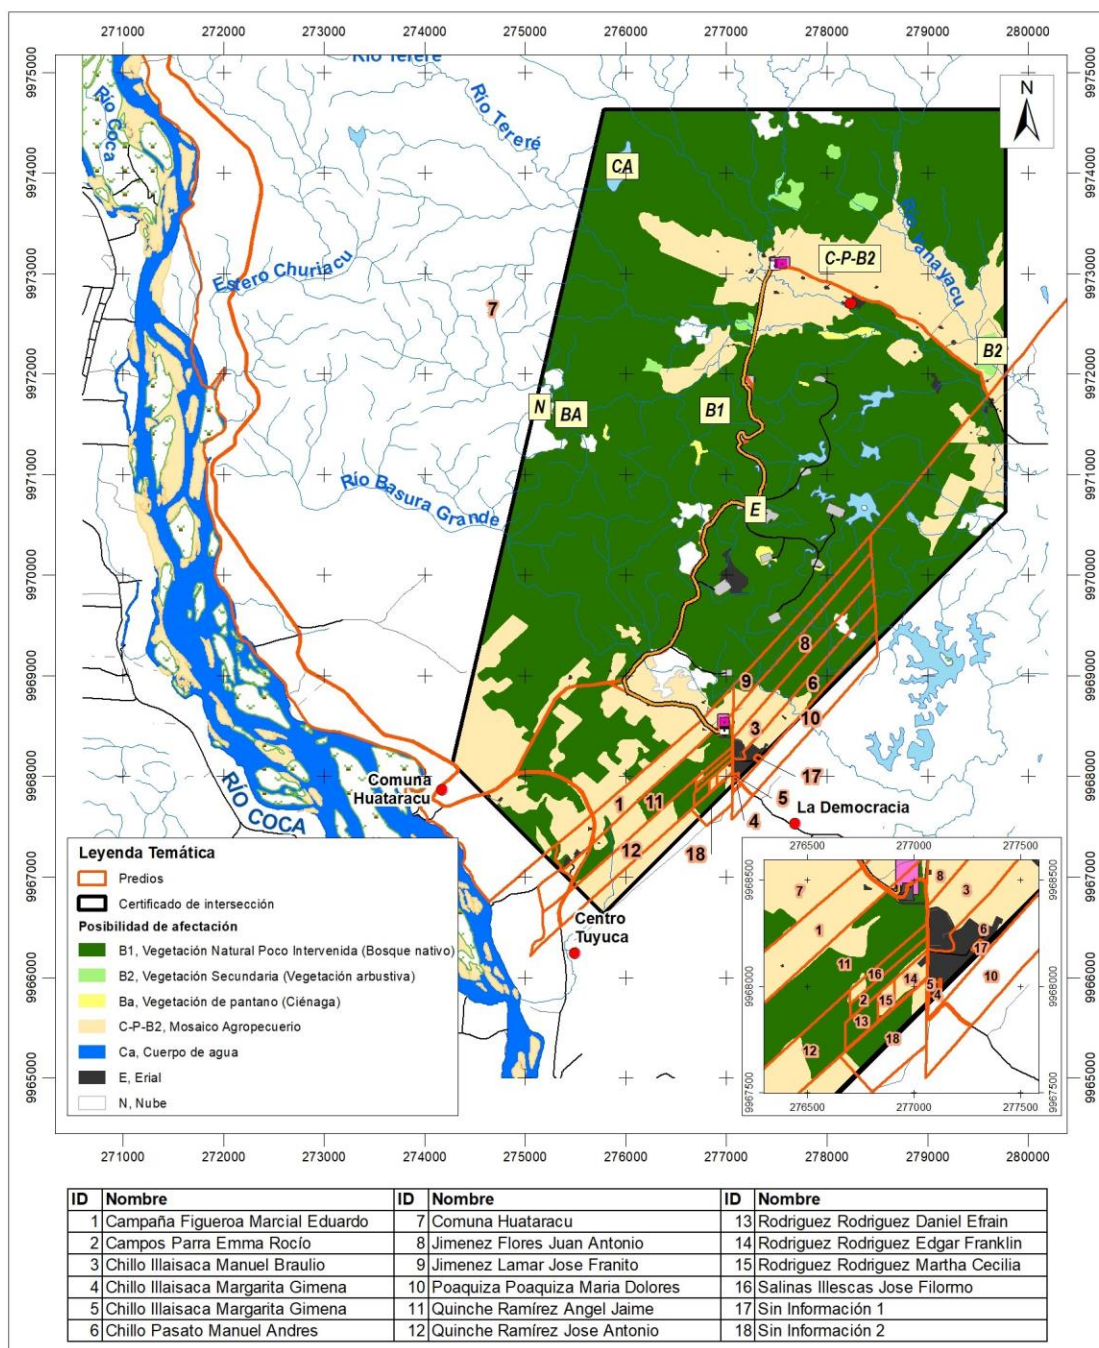 271000 272000 273000 274000 275000 276000 277000 278000 279000 280000
9975000
9974000
9973000
9972000
9971000
9970000
9969000
9968000
9967000
9966000
9965000
N
Río Tereré
Río Tereré
Río Coca
CA
Río Yanayacu
C-P-B2
Estero Churiacu
7
B2
N
BA
B1
Río Basura Grande
E
8
9
6
10
3
17
Comuna
Huataracu
1
11
5
4
La Democracia
12
18
RÍO COCA
Centro
Tuyuca
Leyenda Temática
Predios
Certificado de intersección
Posibilidad de afectación
B1, Vegetación Natural Poco Intervenida (Bosque nativo)
B2, Vegetación Secundaria (Vegetación arbustiva)
Ba, Vegetación de pantano (Ciénaga)
C-P-B2, Mosaico Agropecuerio
Ca, Cuerpo de agua
E, Erial
N, Nube
276500 277000 277500
9968500 9968500
7
8
3
1
6
17
11
16
14
10
5
2
15
4
13
18
12
9968000 9968000
9967500 9967500
276500 277000 277500
9975000
9974000
9973000
9972000
9971000
9970000
9969000
9968000
9967000
9966000
9965000
271000 272000 273000 274000 275000 276000 277000 278000 279000 280000
ID Nombre ID Nombre ID Nombre
1 Campaña Figueroa Marcial Eduardo 7 Comuna Huataracu 13 Rodriguez Rodriguez Daniel Efrain
2 Campos Parra Emma Rocío 8 Jimenez Flores Juan Antonio 14 Rodriguez Rodriguez Edgar Franklin
3 Chillo Illaisaca Manuel Braulio 9 Jimenez Lamar Jose Franito 15 Rodriguez Rodriguez Martha Cecilia
4 Chillo Illaisaca Margarita Gimena 10 Poaquiza Poaquiza Maria Dolores 16 Salinas Illescas Jose Filormo
5 Chillo Illaisaca Margarita Gimena 11 Quinche Ramírez Angel Jaime 17 Sin Información 1
6 Chillo Pasato Manuel Andres 12 Quinche Ramírez Jose Antonio 18 Sin Información 2